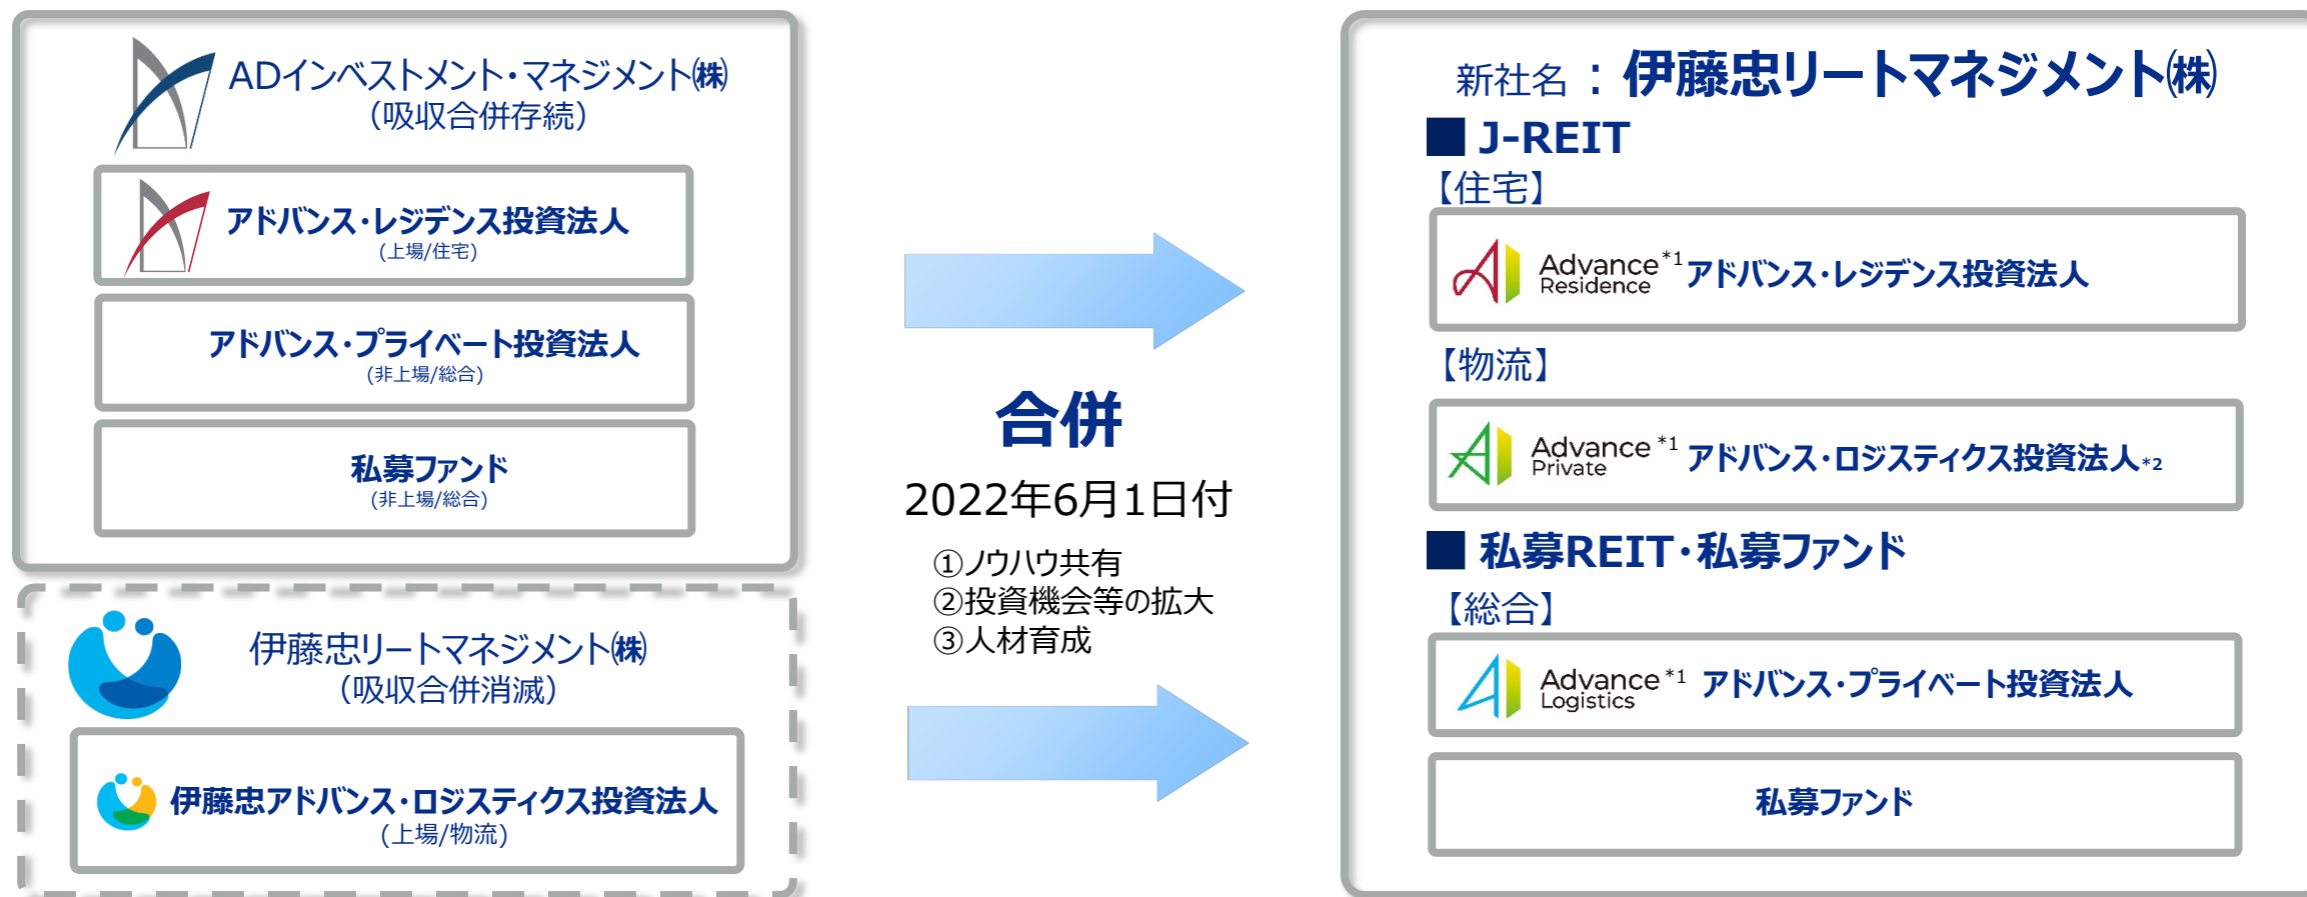 ADインベストメント・マネジメント㈱
（吸収合併存続）
アドバンス・レジデンス投資法人
(上場/住宅)
アドバンス・プライベート投資法人
(非上場/総合)
私募ファンド
(非上場/総合)
伊藤忠リートマネジメント㈱
（吸収合併消滅）
伊藤忠アドバンス・ロジスティクス投資法人
(上場/物流)
合併
2022年6月1日付
①ノウハウ共有
②投資機会等の拡大
③人材育成
新社名：伊藤忠リートマネジメント㈱
■ J-REIT
【住宅】
Advance Residence *1 アドバンス・レジデンス投資法人
【物流】
Advance Private *1 アドバンス・ロジスティクス投資法人*2
■ 私募REIT・私募ファンド
【総合】
Advance Logistics *1 アドバンス・プライベート投資法人
私募ファンド